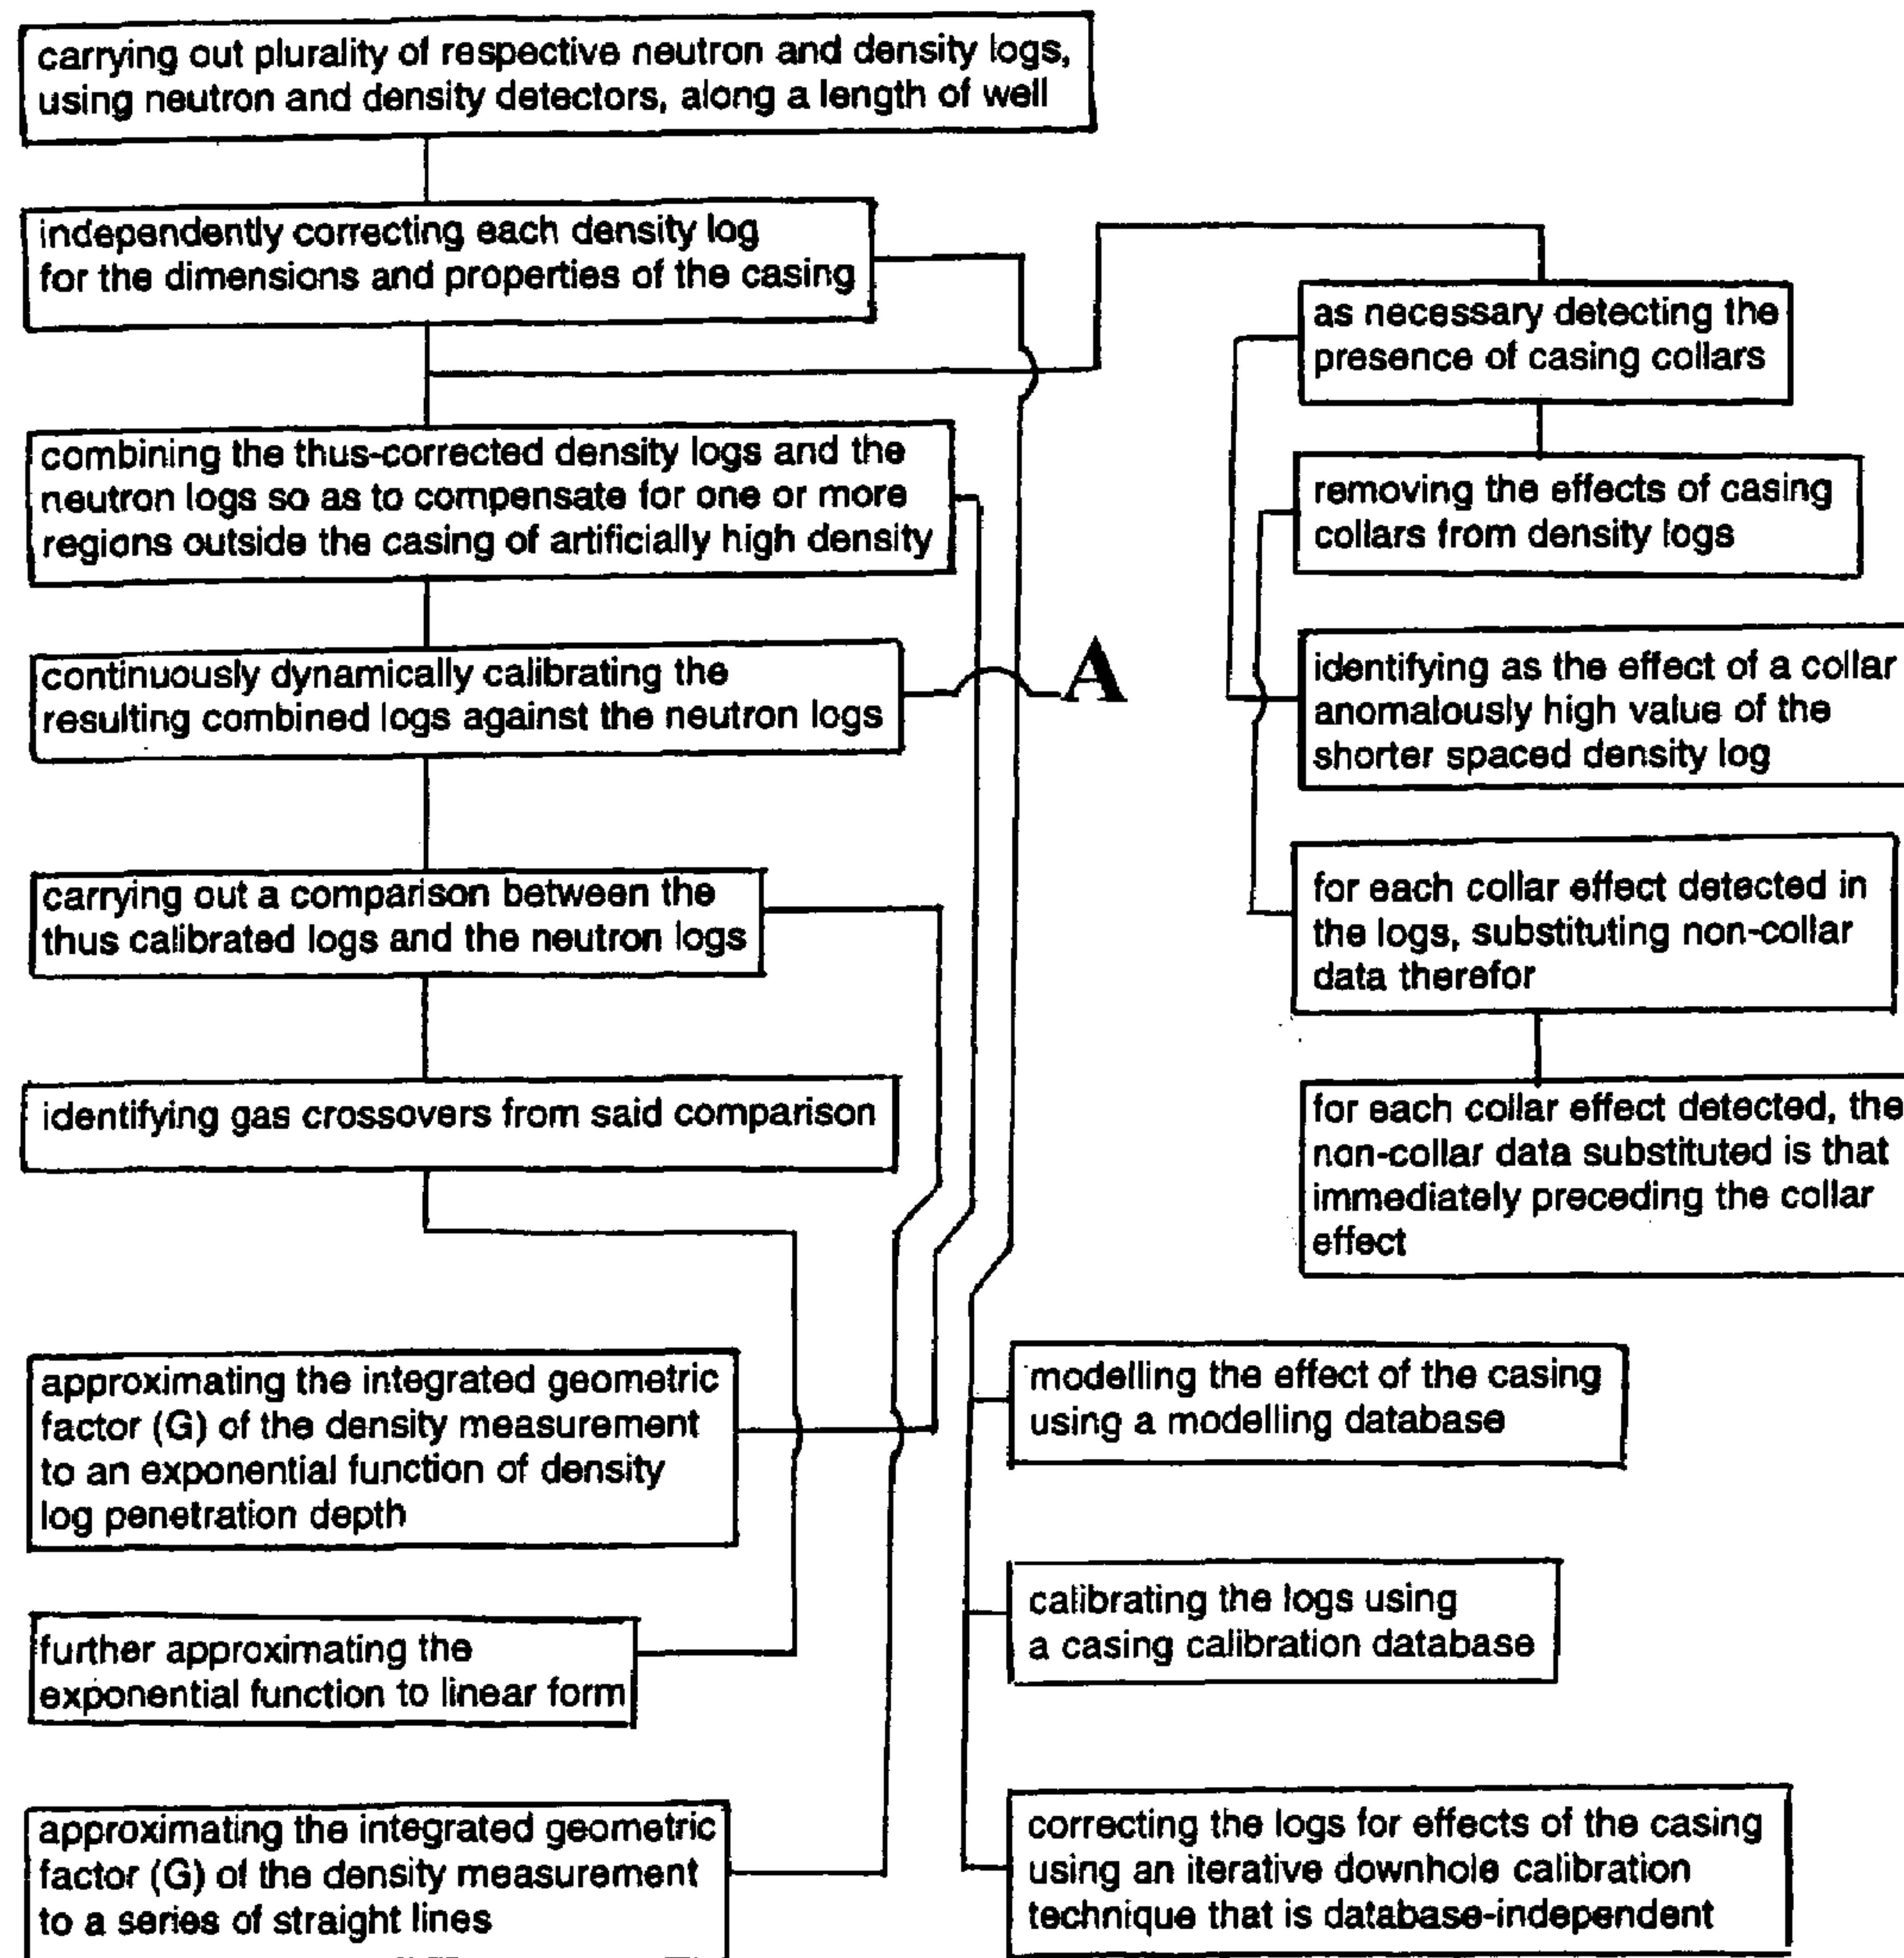 carrying out plurality of respective neutron and density logs,
using neutron and density detectors, along a length of well
independently correcting each density log
for the dimensions and properties of the casing
combining the thus-corrected density logs and the
neutron logs so as to compensate for one or more
regions outside the casing of artificially high density
continuously dynamically calibrating the
resulting combined logs against the neutron logs
A
carrying out a comparison between the
thus calibrated logs and the neutron logs
identifying gas crossovers from said comparison
approximating the integrated geometric
factor (G) of the density measurement
to an exponential function of density
log penetration depth
further approximating the
exponential function to linear form
approximating the integrated geometric
factor (G) of the density measurement
to a series of straight lines
as necessary detecting the
presence of casing collars
removing the effects of casing
collars from density logs
identifying as the effect of a collar
anomalously high value of the
shorter spaced density log
for each collar effect detected in
the logs, substituting non-collar
data therefor
for each collar effect detected, the
non-collar data substituted is that
immediately preceding the collar
effect
modelling the effect of the casing
using a modelling database
calibrating the logs using
a casing calibration database
correcting the logs for effects of the casing
using an iterative downhole calibration
technique that is database-independent